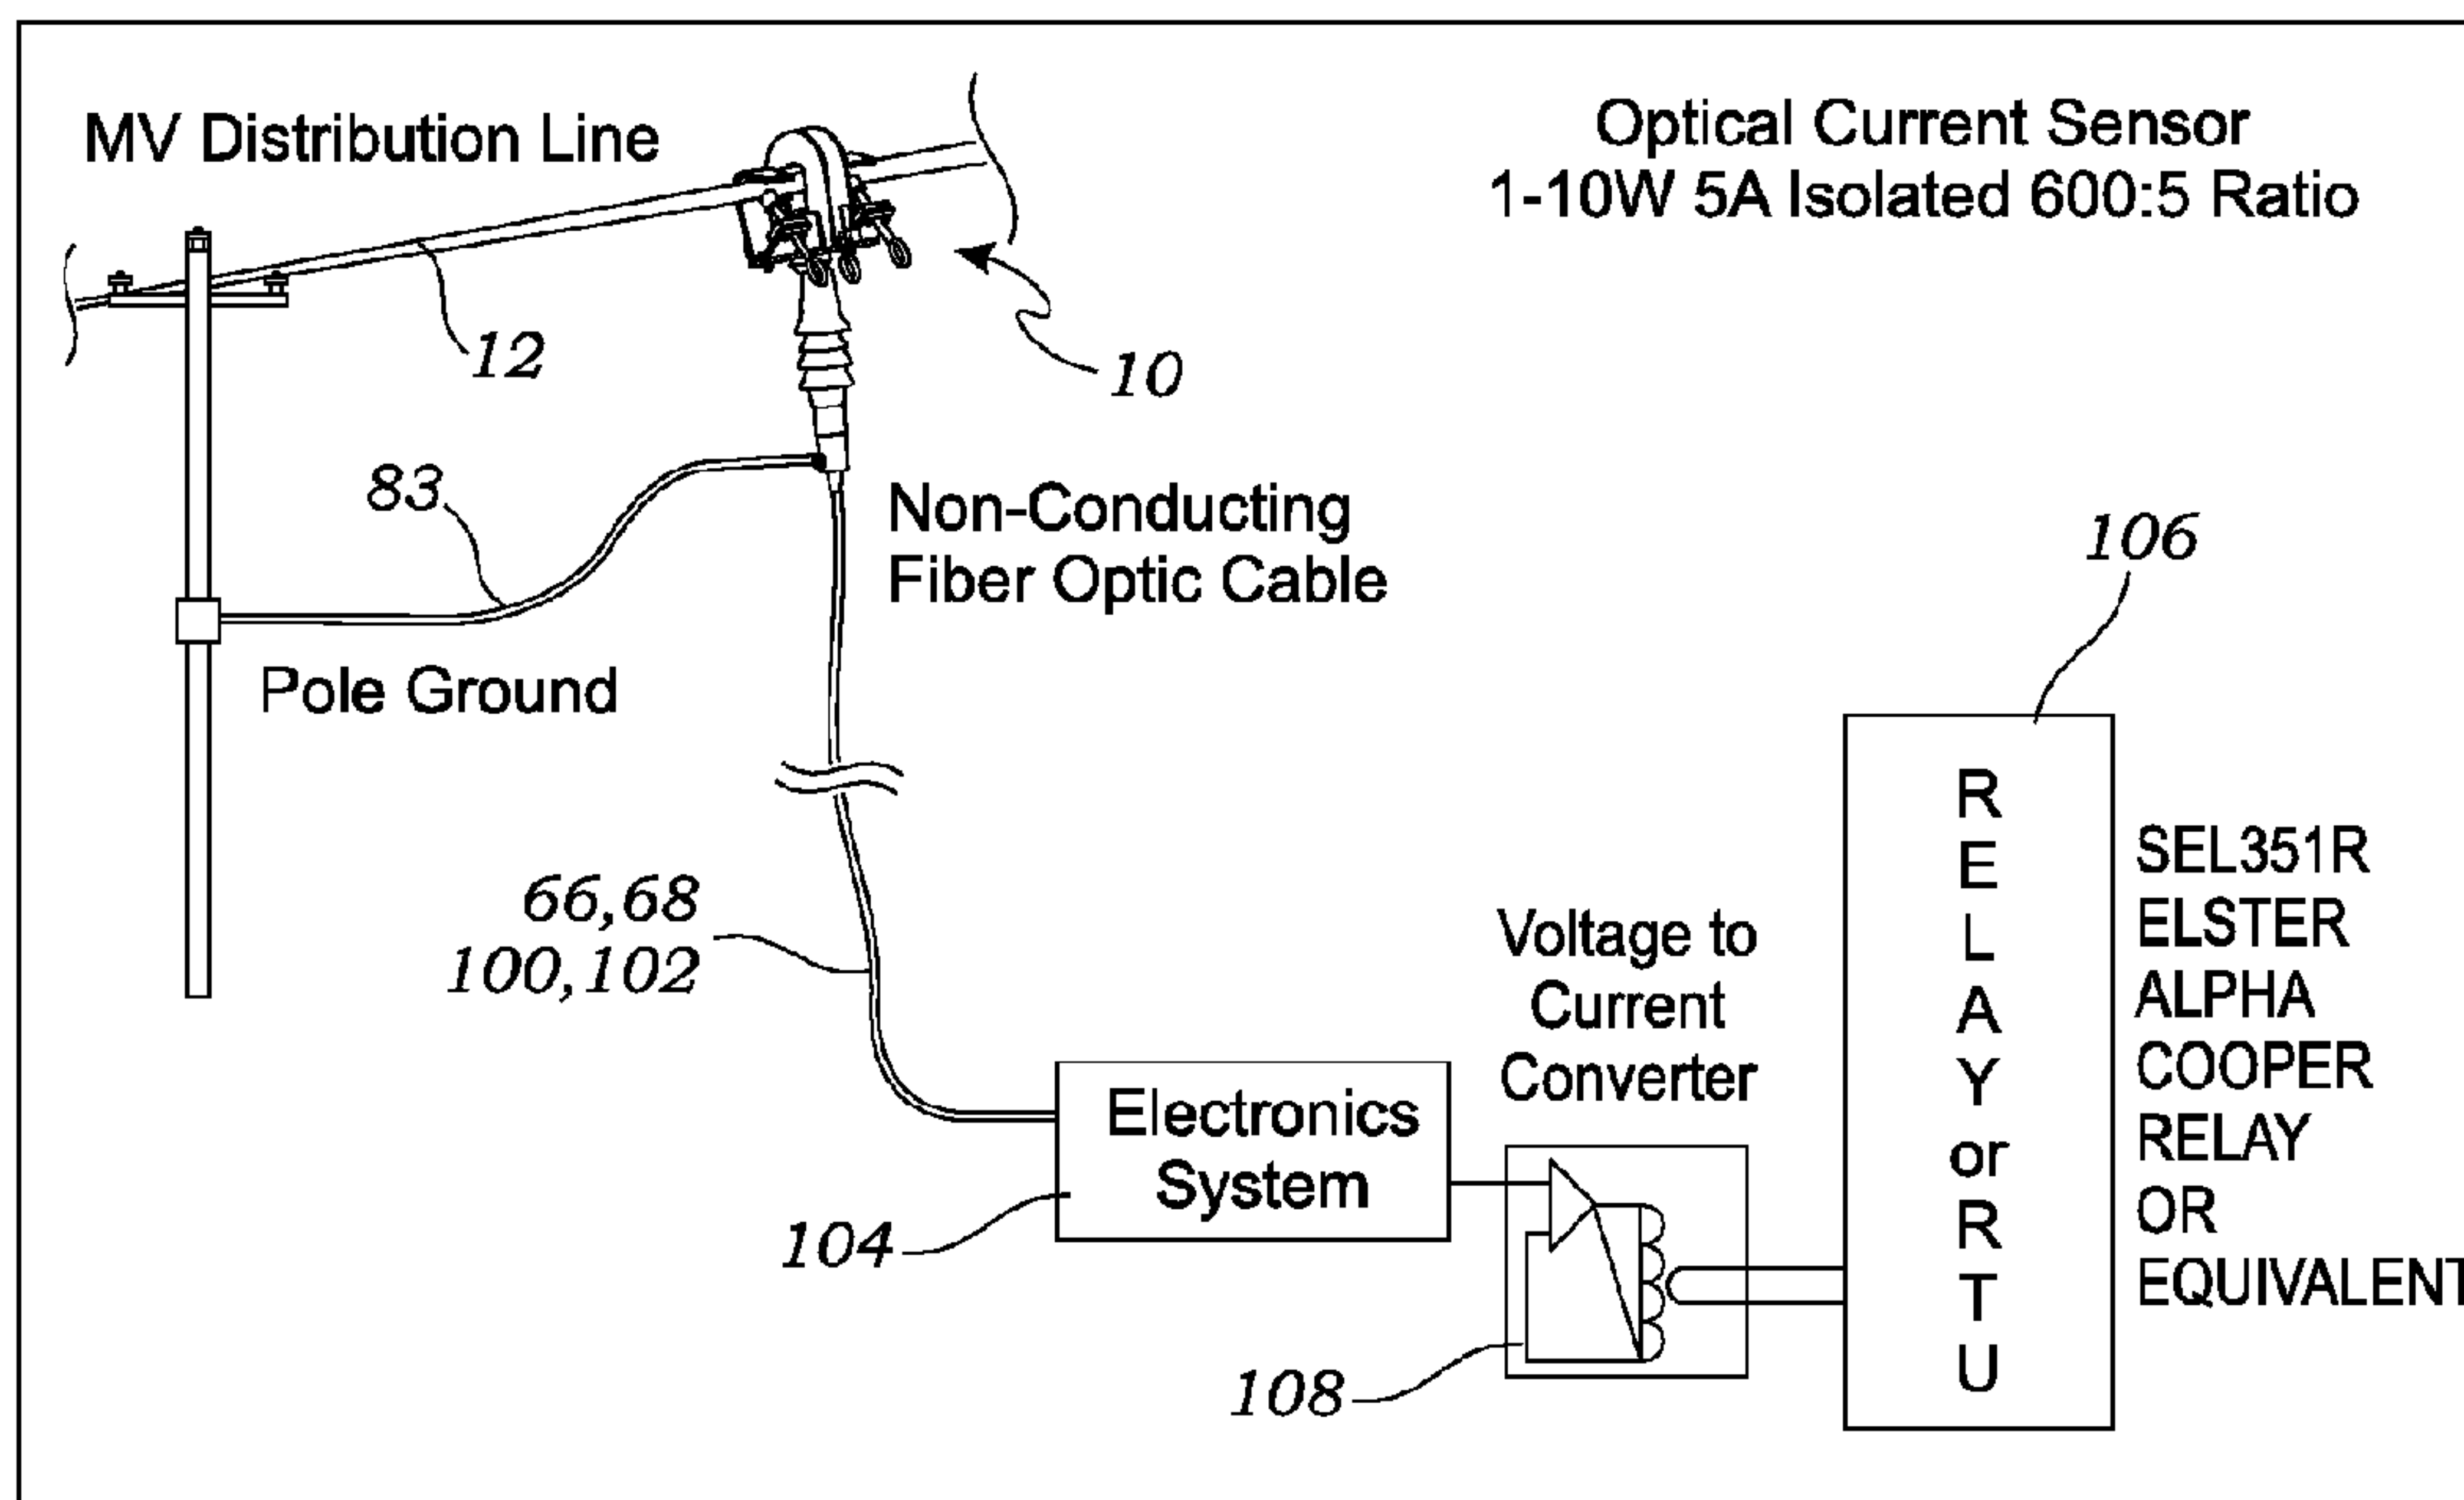 MV Distribution Line
Optical Current Sensor
1-10W 5A Isolated 600:5 Ratio
12
10
83
Non-Conducting
Fiber Optic Cable
Pole Ground
106
66,68
100,102
Electronics
System
104
Voltage to
Current
Converter
108
R
E
L
A
Y
or
R
T
U
SEL351R
ELSTER
ALPHA
COOPER
RELAY
OR
EQUIVALENT